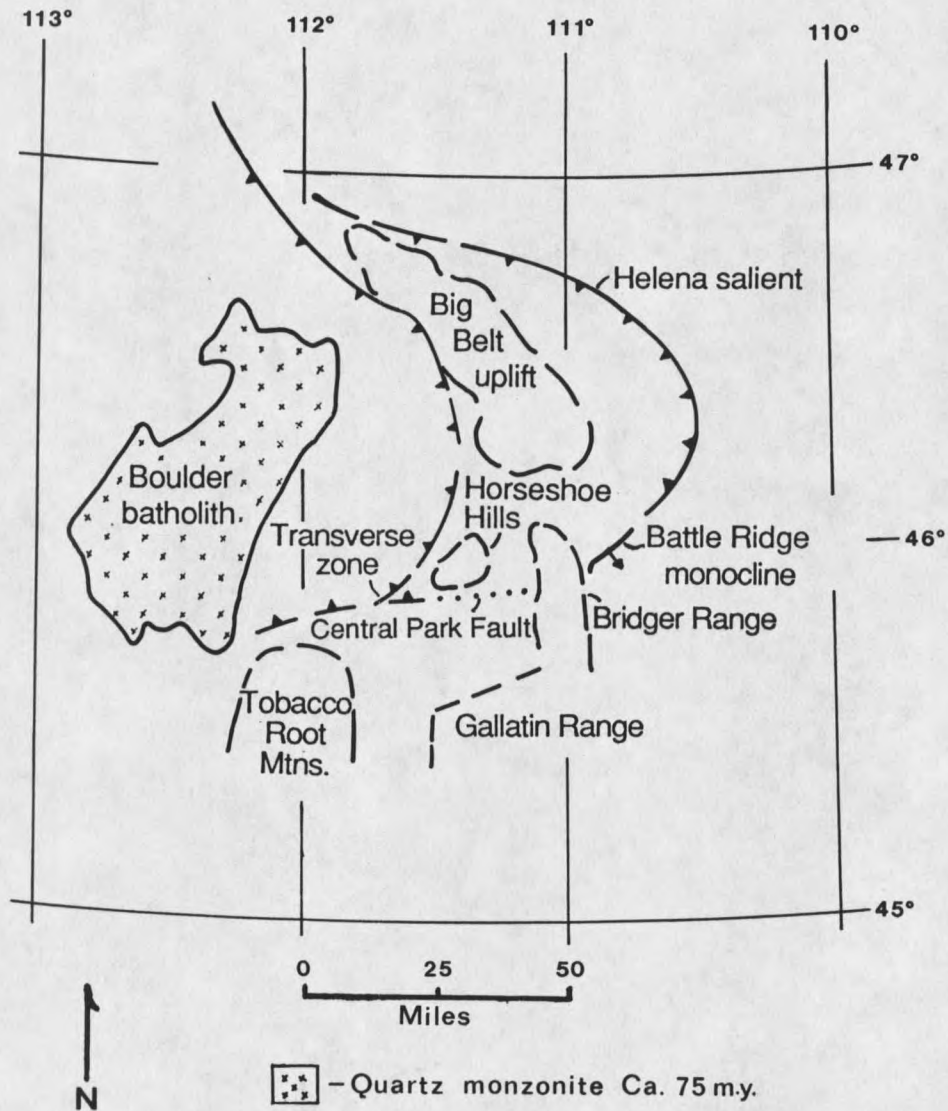 113°
112°
111°
110°
47°
Helena salient
Big
Belt
uplift
Boulder
batholith.
Horseshoe
Hills
Transverse
zone
46°
Battle Ridge
monocline
Central Park Fault
Bridger Range
Tobacco
Root
Mtns.
Gallatin Range
45°
0 25 50
Miles
N
– Quartz monzonite Ca. 75 m.y.